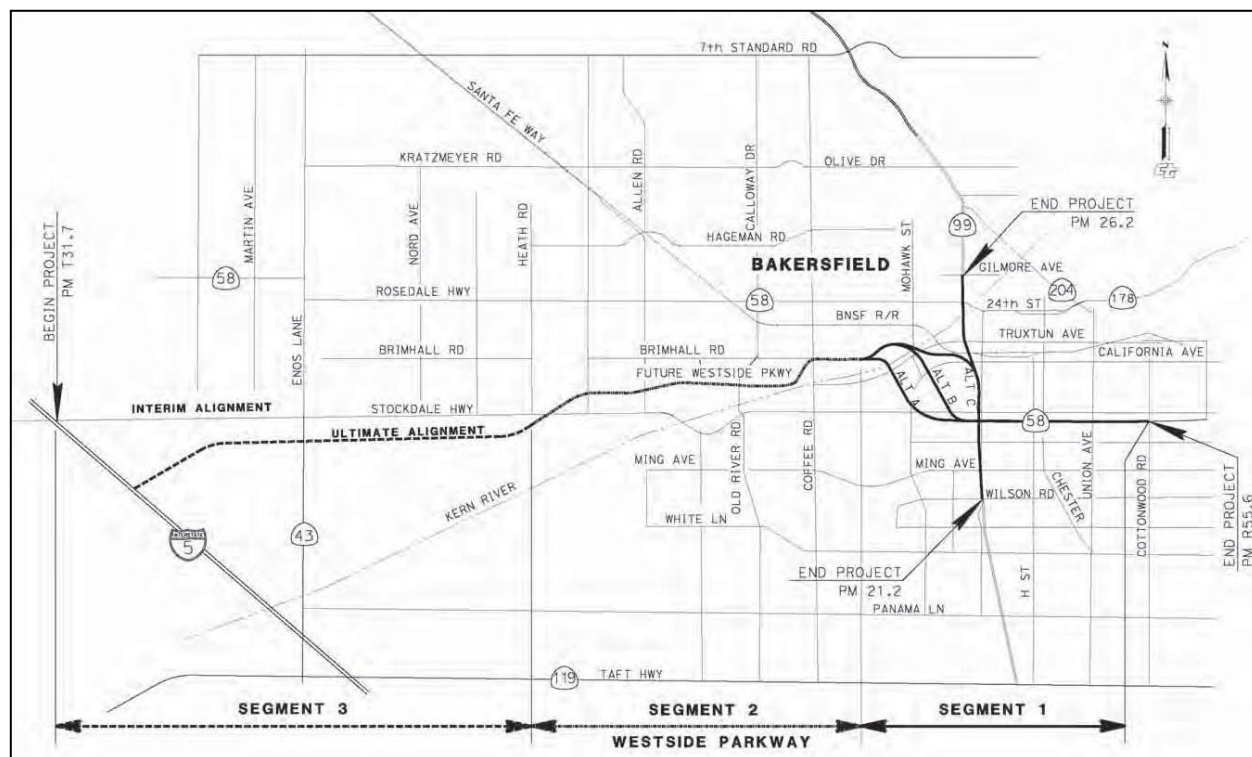 7th STANDARD RD
SANTA FE WAY
KRATZMEYER RD
OLIVE DR
ALLEN RD
CALLOWAY DR
MARTIN AVE
NORD AVE
HEATH RD
HAGEMAN RD
MOHAWK ST
99
END PROJECT
PM 26.2
BEGIN PROJECT
PM T31.7
58
BAKERSFIELD
GILMORE AVE
204
178
ROSEDALE HWY
58
24th ST
BNSF R/R
TRUXTUN AVE
ENOS LANE
BRIMHALL RD
BRIMHALL RD
CALIFORNIA AVE
FUTURE WESTSIDE PKWY
ALT A
ALT B
ALT C
INTERIM ALIGNMENT
STOCKDALE HWY
58
ULTIMATE ALIGNMENT
OLD RIVER RD
COFFEE RD
UNION AVE
MING AVE
MING AVE
CHESTER
COTTONWOOD RD
END PROJECT
PM R55.6
KERN RIVER
WILSON RD
WHITE LN
INTERSTATE
5
43
END PROJECT
PM 21.2
H ST
PANAMA LN
119
TAFT HWY
SEGMENT 3
SEGMENT 2
SEGMENT 1
WESTSIDE PARKWAY